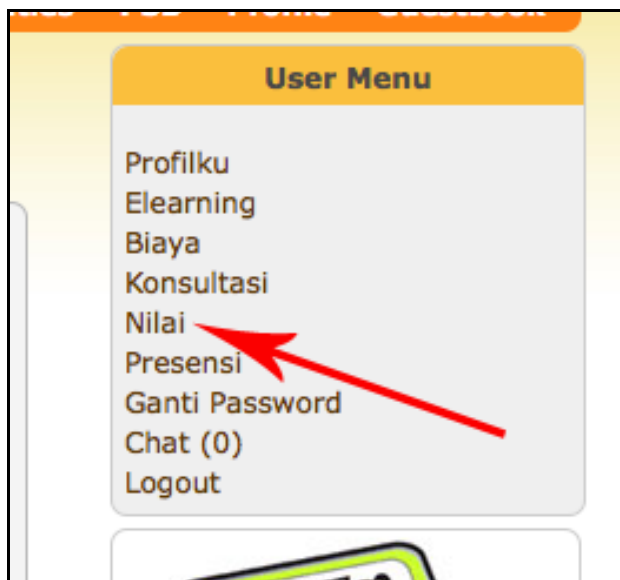 User Menu
Profilku
Elearning
Biaya
Konsultasi
Nilai
Presensi
Ganti Password
Chat (0)
Logout